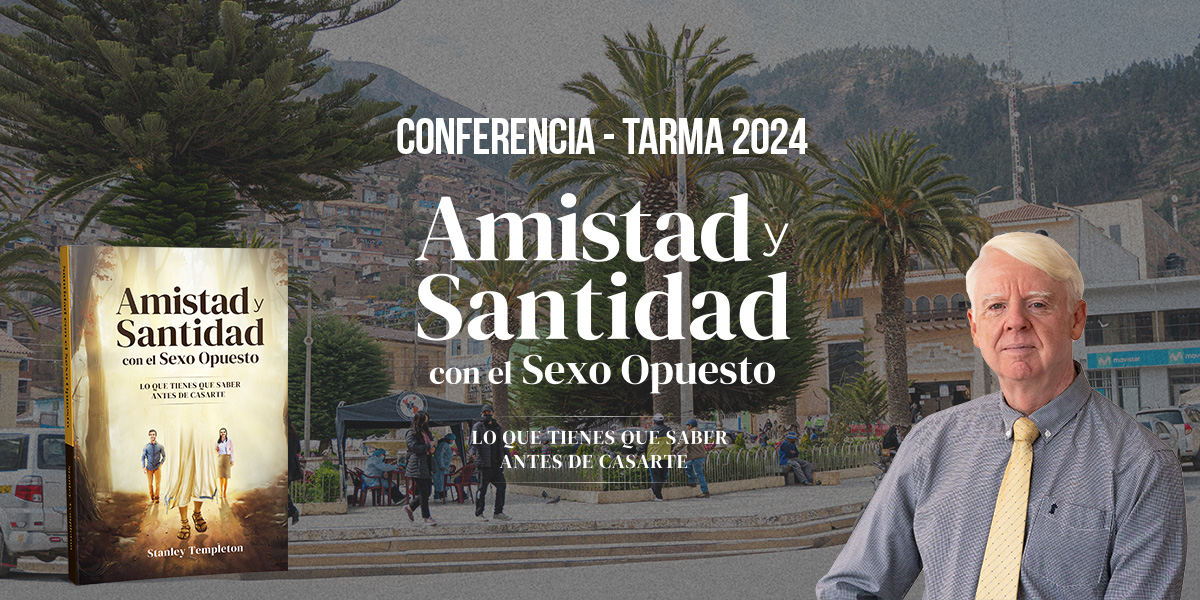 CONFERENCIA - TARMA 2024
Amistad y
Santidad
con el Sexo Opuesto
LO QUE TIENES QUE SABER
ANTES DE CASARTE
Amistad y
Santidad
con el Sexo Opuesto
LO QUE TIENES QUE SABER
ANTES DE CASARTE
Stanley Templeton
movistar
movistar